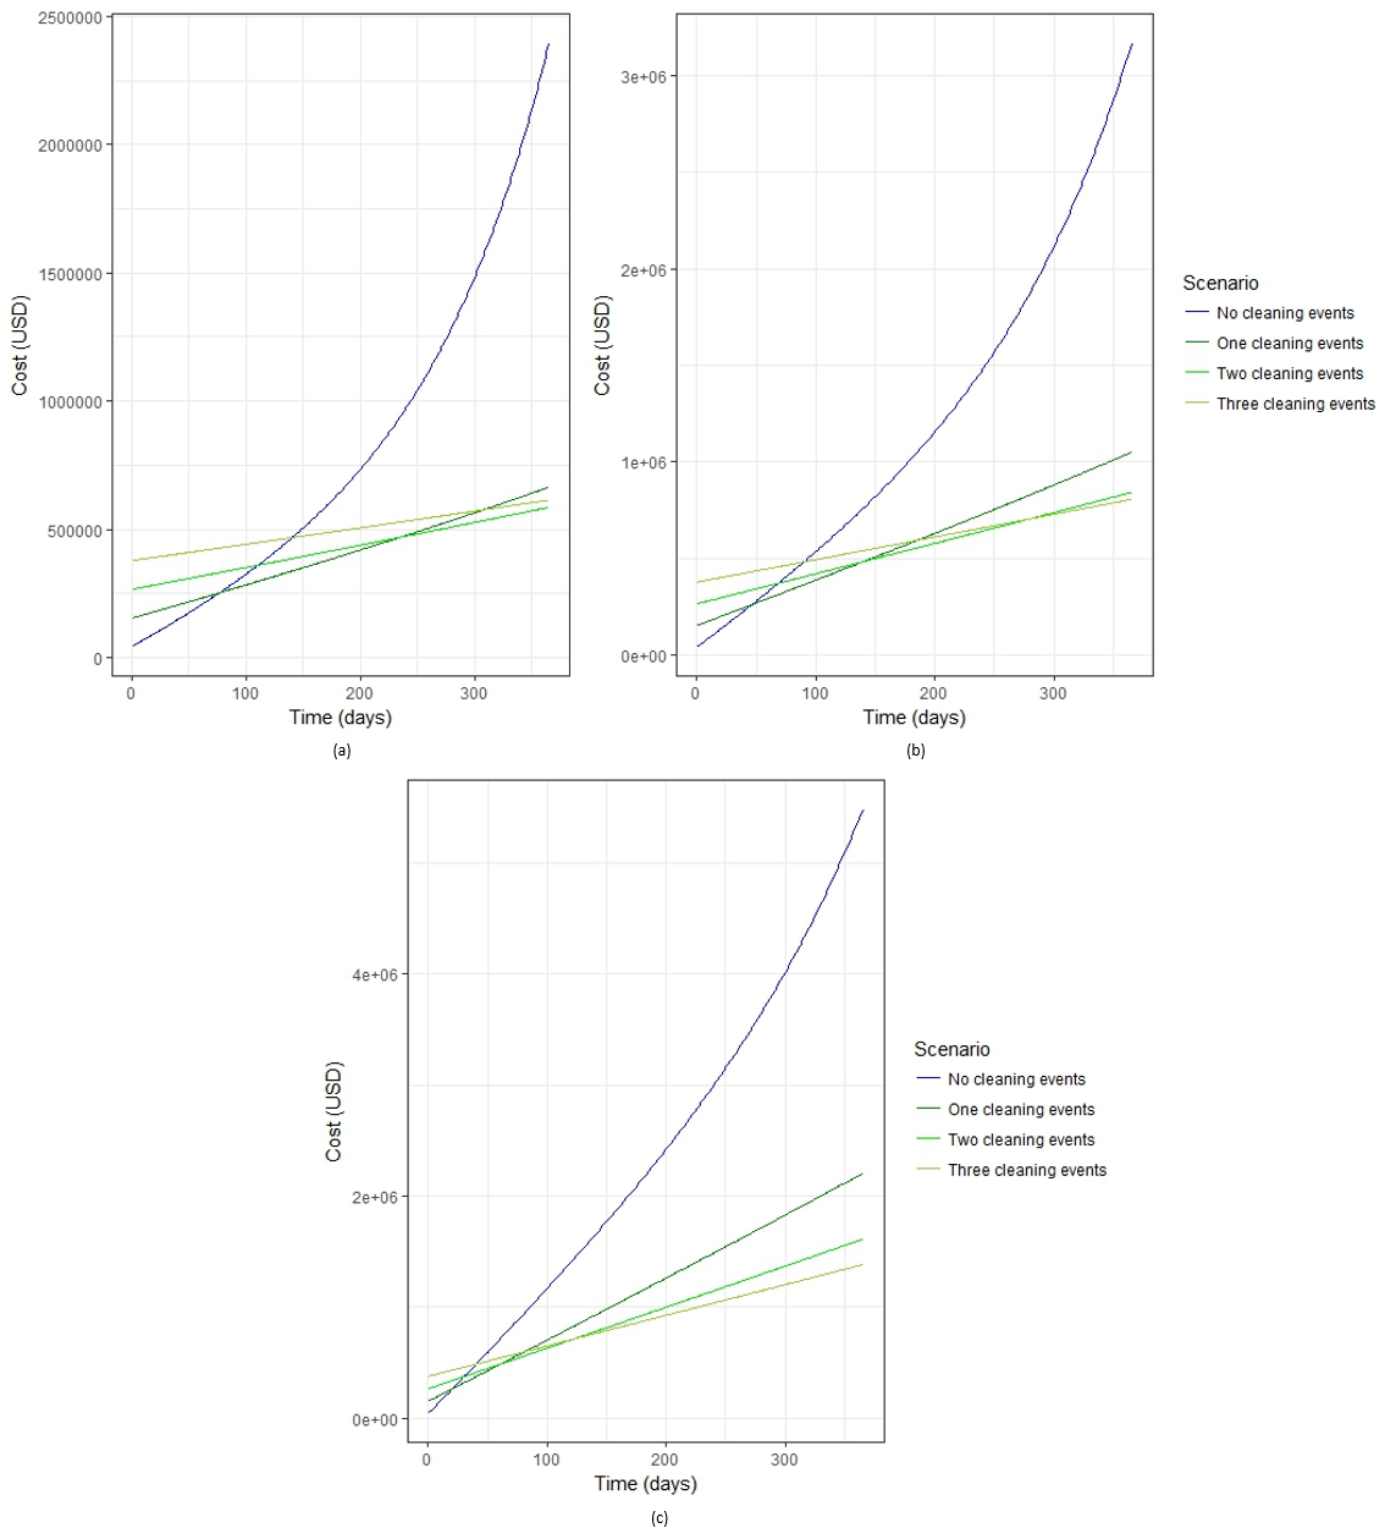 2500000
2000000
1500000
1000000
500000
0
Cost (USD)
0 100 200 300
Time (days)
(a)
3e+06
2e+06
1e+06
0e+00
Cost (USD)
0 100 200 300
Time (days)
(b)
Scenario
No cleaning events
One cleaning events
Two cleaning events
Three cleaning events
4e+06
2e+06
0e+00
Cost (USD)
0 100 200 300
Time (days)
(c)
Scenario
No cleaning events
One cleaning events
Two cleaning events
Three cleaning events